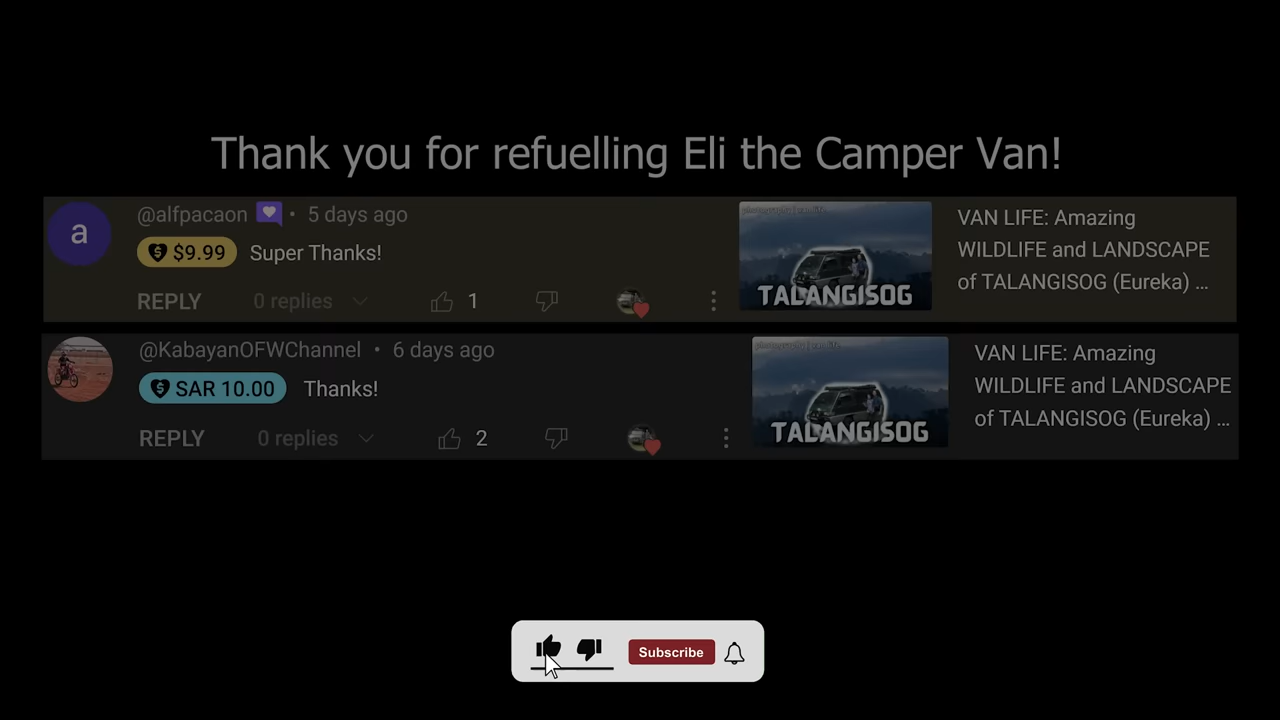 Thank you for refuelling Eli the Camper Van!
a
@alfpacaon • 5 days ago
$9.99 Super Thanks!
REPLY 0 replies 1
TALANGISOG
VAN LIFE: Amazing
WILDLIFE and LANDSCAPE
of TALANGISOG (Eureka) ...
@KabayanOFWChannel • 6 days ago
SAR 10.00 Thanks!
REPLY 0 replies 2
TALANGISOG
VAN LIFE: Amazing
WILDLIFE and LANDSCAPE
of TALANGISOG (Eureka) ...
Subscribe